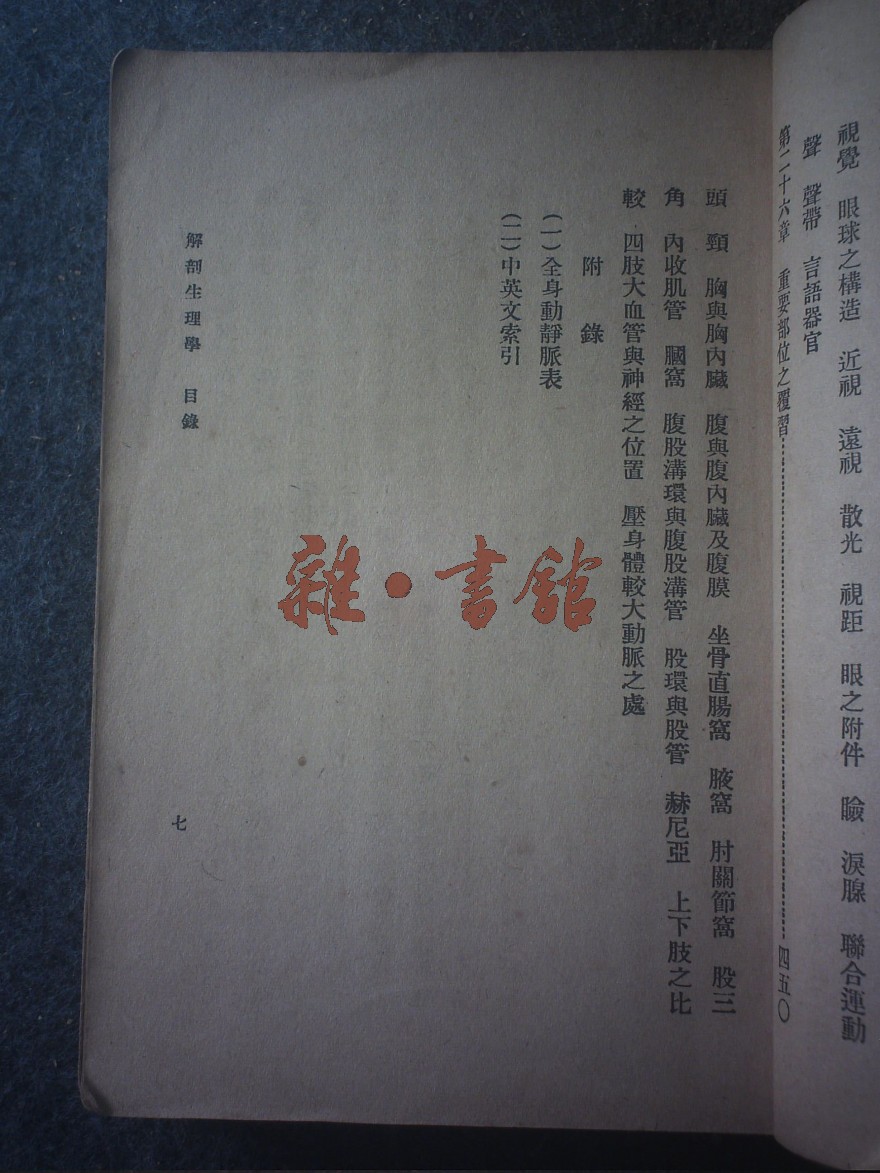 視覺　眼球之構造　近視　遠視　散光　視距　眼之附件　瞼　淚腺　聯合運動
聲　聲帶　言語器官
第二十六章　重要部位之覆習……四五〇
頭　頸　胸與胸內臟　腹與腹內臟及腹膜　坐骨直腸窩　腋窩　肘關節窩　股三
角　內收肌管　膕窩　腹股溝環與腹股溝管　股環與股管　赫尼亞　上下肢之比
較　四肢大血管與神經之位置　壓身體較大動脈之處
附　錄
(一)全身動靜脈表
(二)中英文索引
解剖生理學　目錄
七
雜•書館